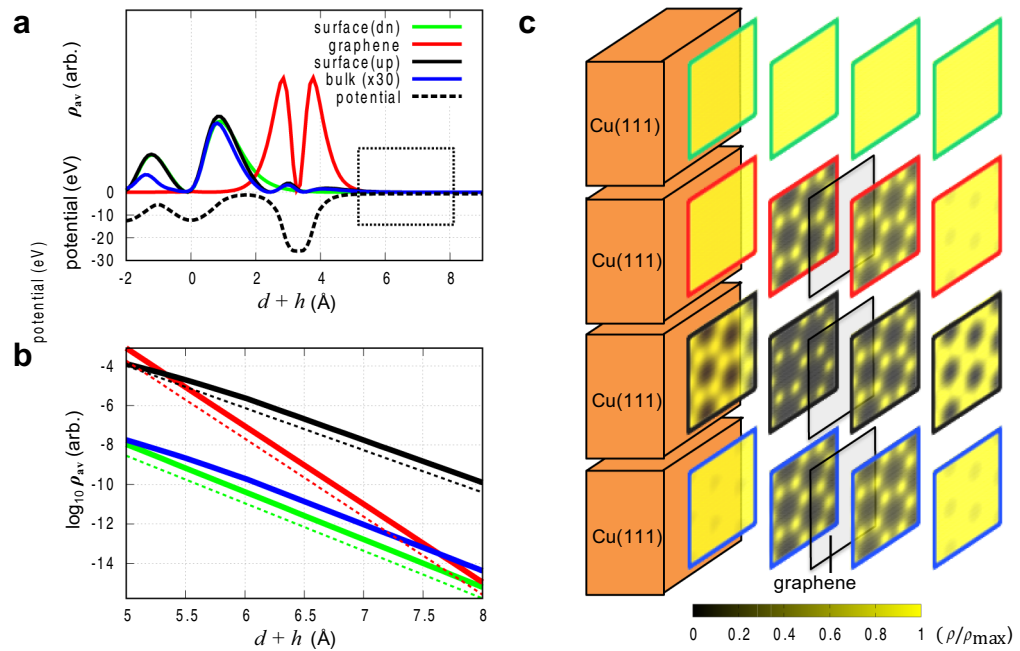 a
surface(dn)
graphene
surface(up)
bulk (x30)
potential
ρav (arb.)
potential (eV)
potential (eV)
0
-10
-20
-30
-2 0 2 4 6 8
d + h (Å)
b
log10 ρav (arb.)
-4
-6
-8
-10
-12
-14
5 5.5 6 6.5 7 7.5 8
d + h (Å)
c
Cu(111)
Cu(111)
Cu(111)
Cu(111)
graphene
0 0.2 0.4 0.6 0.8 1 (ρ/ρmax)